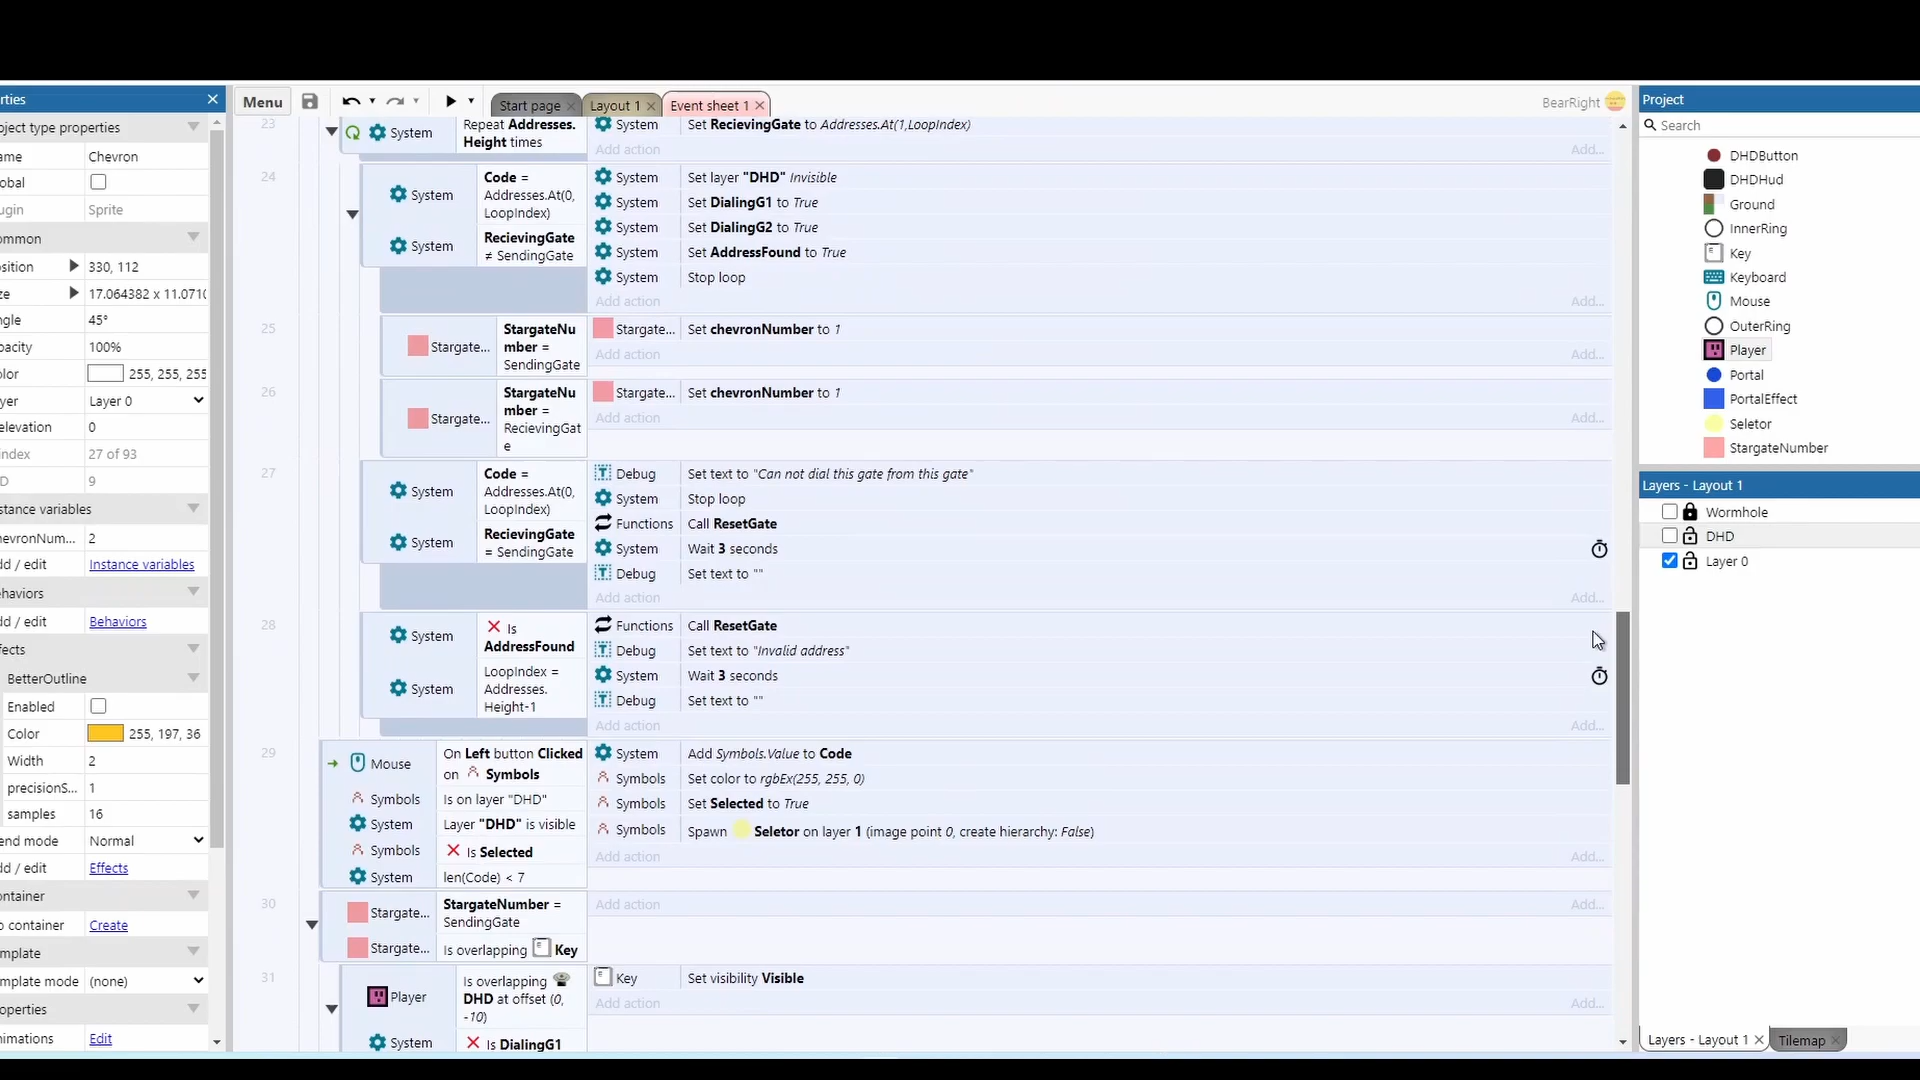 rties
Menu
Start page
Layout 1
Event sheet 1
BearRight
Project
oject type properties
ame Chevron
obal
ugin Sprite
ommon
osition 330, 112
ze 17.064382 x 11.0710
ngle 45°
pacity 100%
olor 255, 255, 255
yer Layer 0
elevation 0
index 27 of 93
D 9
stance variables
hevronNum... 2
dd / edit Instance variables
ehaviors
dd / edit Behaviors
ffects
BetterOutline
Enabled
Color 255, 197, 36
Width 2
precisionS... 1
samples 16
end mode Normal
dd / edit Effects
ontainer
o container Create
emplate
mplate mode (none)
roperties
nimations Edit
23
System
Repeat Addresses.
Height times
System Set RecievingGate to Addresses.At(1,LoopIndex)
Add action Add...
24
System
Code =
Addresses.At(0,
LoopIndex)
System
RecievingGate
≠ SendingGate
System Set layer "DHD" Invisible
System Set DialingG1 to True
System Set DialingG2 to True
System Set AddressFound to True
System Stop loop
Add action Add...
25
Stargate...
StargateNu
mber =
SendingGate
Stargate... Set chevronNumber to 1
Add action Add...
26
Stargate...
StargateNu
mber =
RecievingGat
e
Stargate... Set chevronNumber to 1
Add action Add...
27
System
Code =
Addresses.At(0,
LoopIndex)
System
RecievingGate
= SendingGate
Debug Set text to "Can not dial this gate from this gate"
System Stop loop
Functions Call ResetGate
System Wait 3 seconds
Debug Set text to ""
Add action Add...
28
System
Is
AddressFound
System
LoopIndex =
Addresses.
Height-1
Functions Call ResetGate
Debug Set text to "Invalid address"
System Wait 3 seconds
Debug Set text to ""
Add action Add...
29
Mouse
On Left button Clicked
on Symbols
Symbols Is on layer "DHD"
System Layer "DHD" is visible
Symbols Is Selected
System len(Code) < 7
System Add Symbols.Value to Code
Symbols Set color to rgbEx(255, 255, 0)
Symbols Set Selected to True
Symbols Spawn Seletor on layer 1 (image point 0, create hierarchy: False)
Add action Add...
30
Stargate...
StargateNumber =
SendingGate
Stargate... Is overlapping Key
Add action Add...
31
Player
Is overlapping
DHD at offset (0,
-10)
System Is DialingG1
Key Set visibility Visible
Add action Add...
Search
DHDButton
DHDHud
Ground
InnerRing
Key
Keyboard
Mouse
OuterRing
Player
Portal
PortalEffect
Seletor
StargateNumber
Layers - Layout 1
Wormhole
DHD
Layer 0
Layers - Layout 1
Tilemap